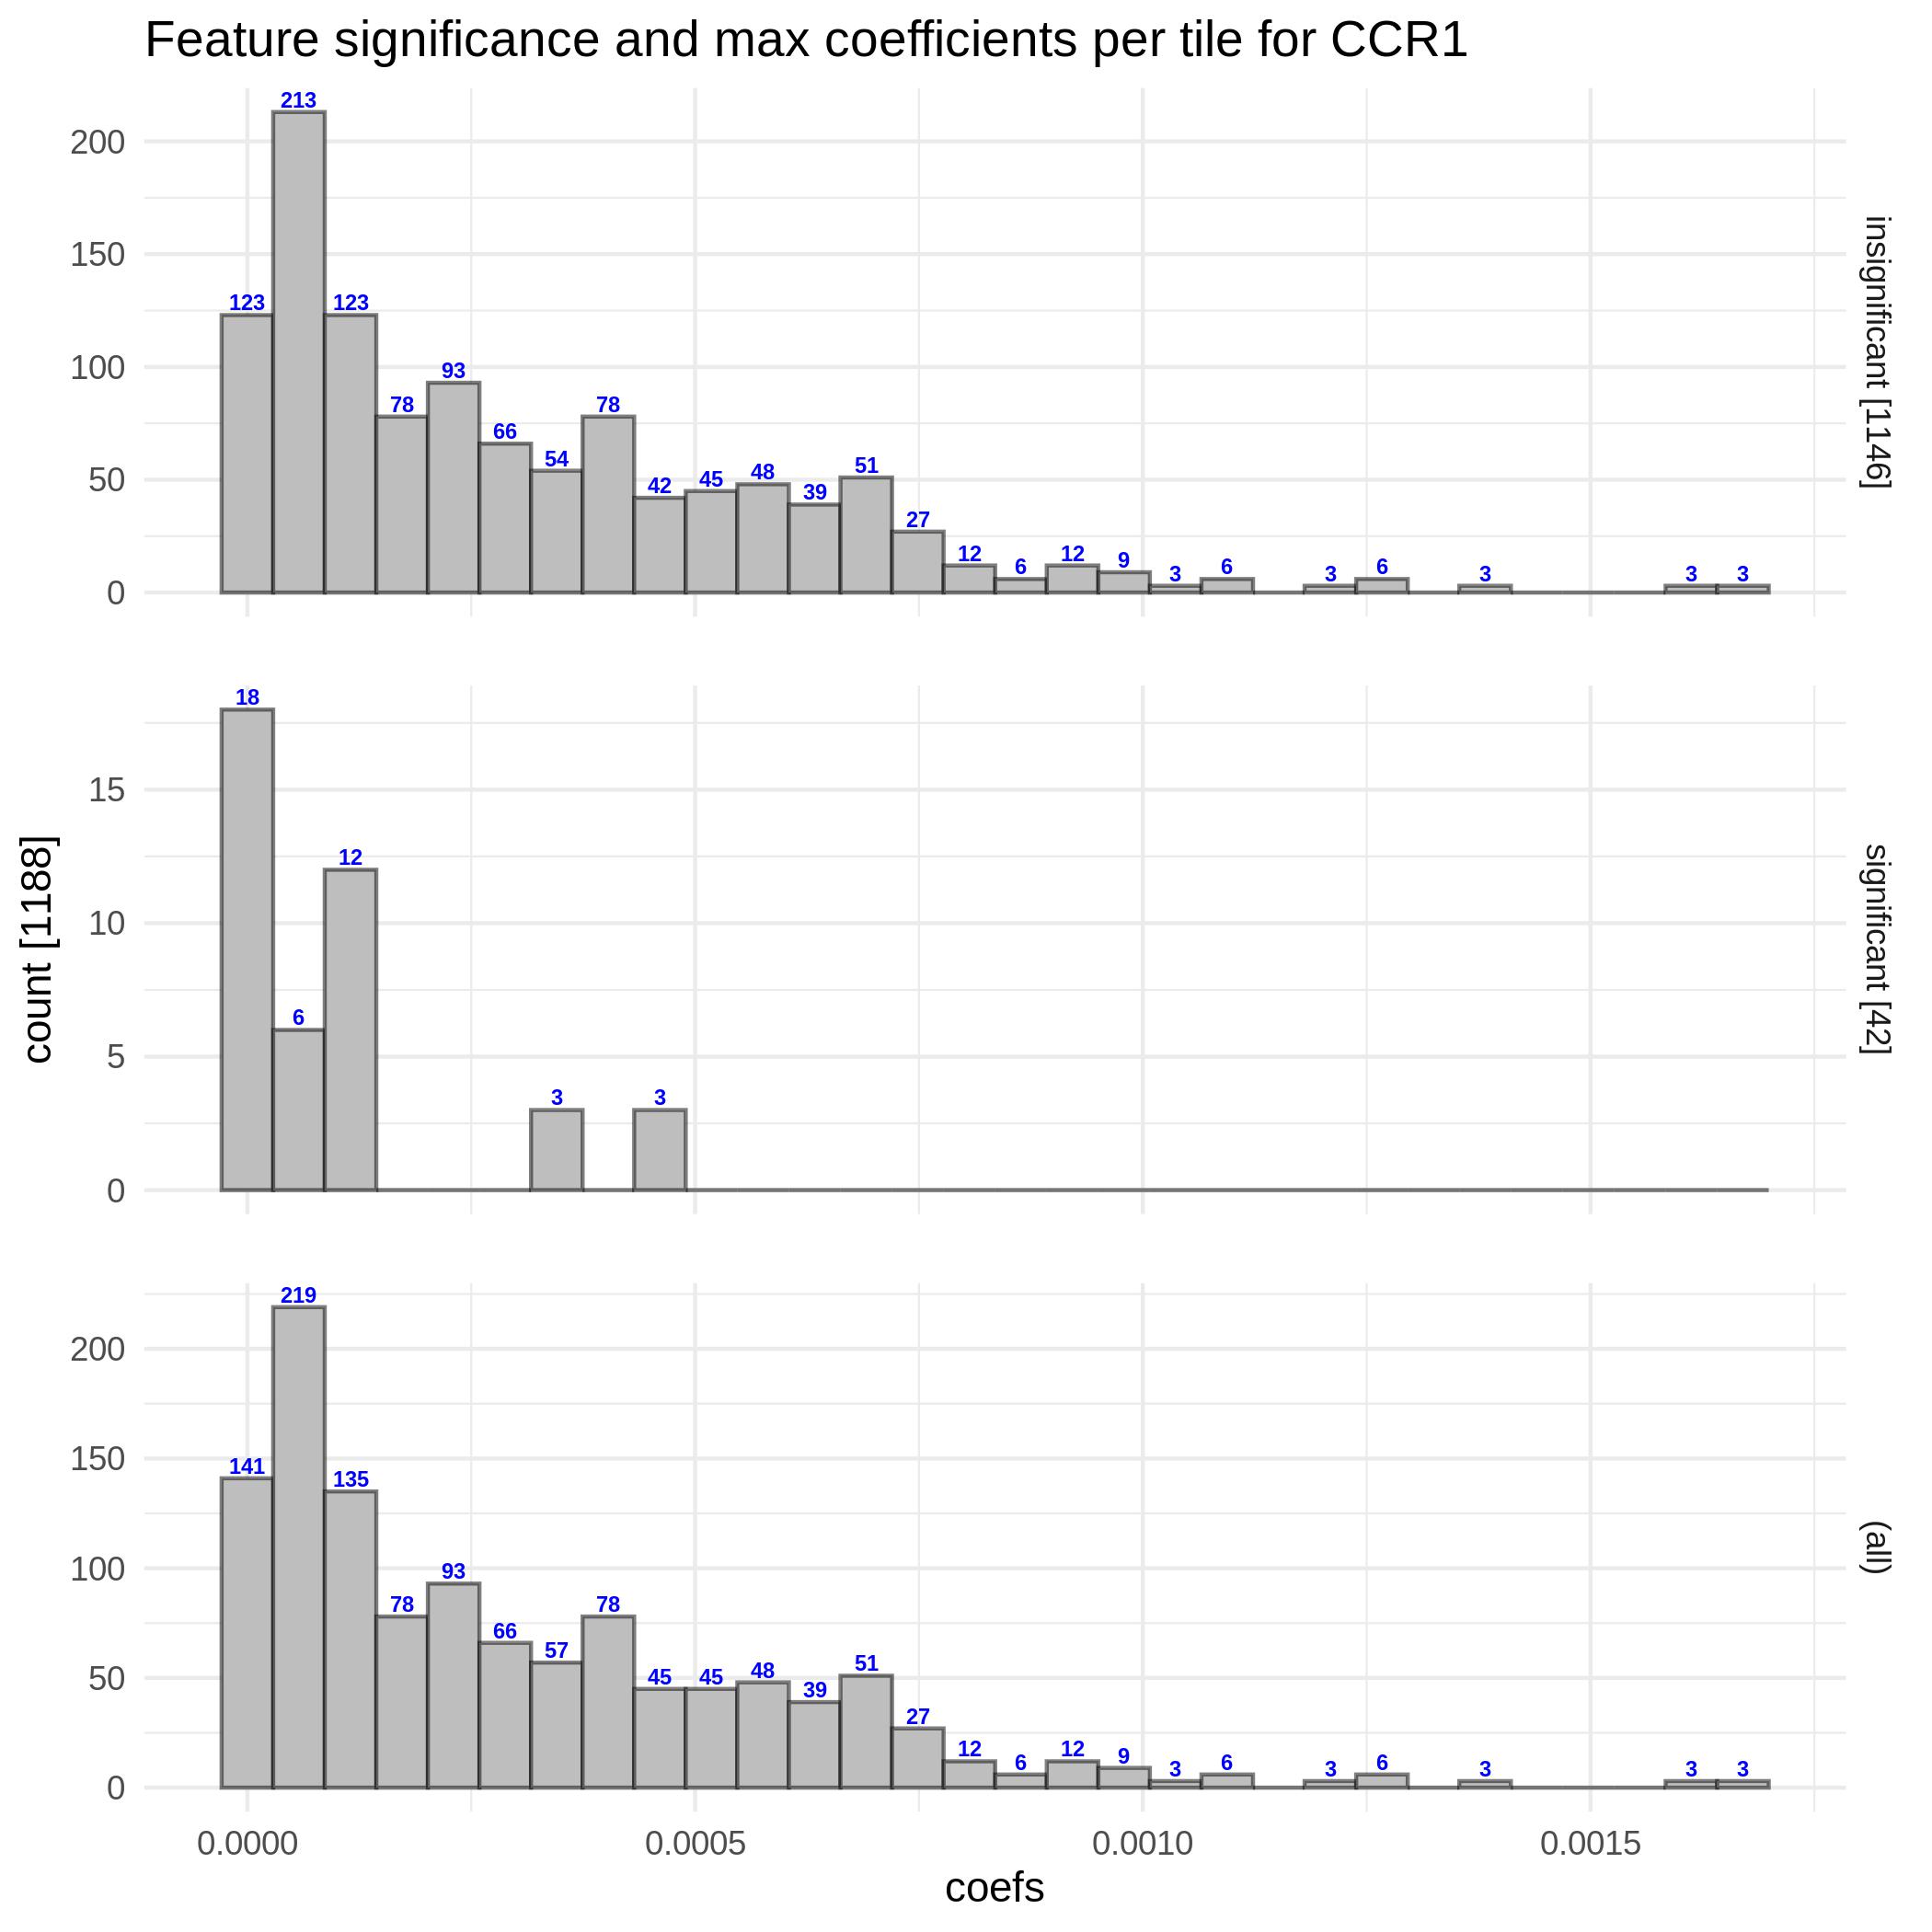 Feature significance and max coefficients per tile for CCR1
213
200
150
123 123
100
93
78 78
66
54
50
42 45 48 39 51
27
12 6 12 9 3 6 3 6 3 3 3
0
insignificant [1146]
18
15
12
10
6
5
3 3
0
significant [42]
count [1188]
219
200
150
141 135
100
93
78 78
66
57
50
45 45 48 39 51
27
12 6 12 9 3 6 3 6 3 3 3
0
(all)
0.0000 0.0005 0.0010 0.0015
coefs